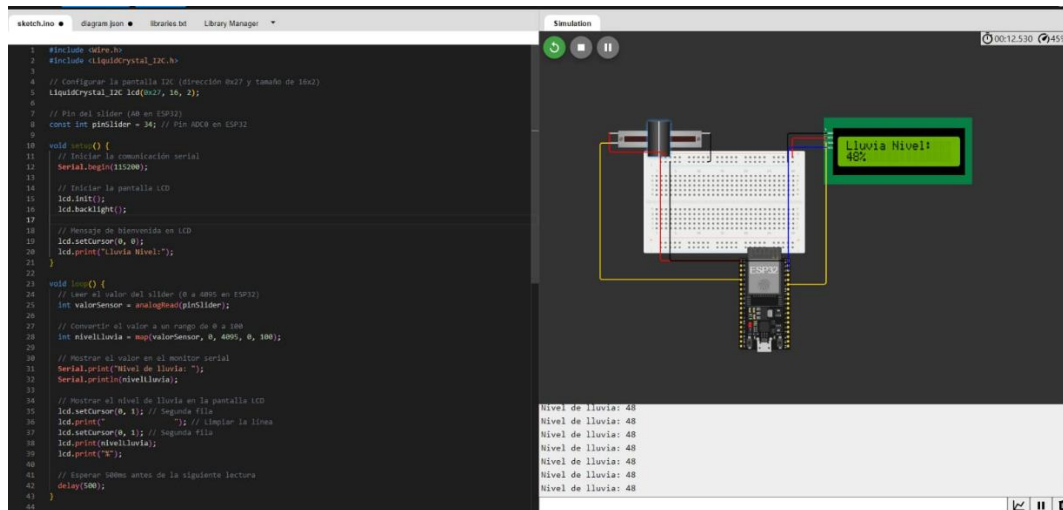 sketch.ino ● diagram.json ● libraries.txt Library Manager ▼
1 #include <Wire.h>
2 #include <LiquidCrystal_I2C.h>
3
4 // Configurar la pantalla I2C (dirección 0x27 y tamaño de 16x2)
5 LiquidCrystal_I2C lcd(0x27, 16, 2);
6
7 // Pin del slider (A0 en ESP32)
8 const int pinSlider = 34; // Pin ADC0 en ESP32
9
10 void setup() {
11 // Iniciar la comunicación serial
12 Serial.begin(115200);
13
14 // Iniciar la pantalla LCD
15 lcd.init();
16 lcd.backlight();
17
18 // Mensaje de bienvenida en LCD
19 lcd.setCursor(0, 0);
20 lcd.print("Lluvia Nivel:");
21 }
22
23 void loop() {
24 // Leer el valor del slider (0 a 4095 en ESP32)
25 int valorSensor = analogRead(pinSlider);
26
27 // Convertir el valor a un rango de 0 a 100
28 int nivelLluvia = map(valorSensor, 0, 4095, 0, 100);
29
30 // Mostrar el valor en el monitor serial
31 Serial.print("Nivel de lluvia: ");
32 Serial.println(nivelLluvia);
33
34 // Mostrar el nivel de lluvia en la pantalla LCD
35 lcd.setCursor(0, 1); // Segunda fila
36 lcd.print("                "); // Limpiar la línea
37 lcd.setCursor(0, 1); // Segunda fila
38 lcd.print(nivelLluvia);
39 lcd.print("%");
40
41 // Esperar 500ms antes de la siguiente lectura
42 delay(500);
43 }
44
Simulation
00:12.530 45%
Lluvia Nivel:
48%
ESP32
Nivel de lluvia: 48
Nivel de lluvia: 48
Nivel de lluvia: 48
Nivel de lluvia: 48
Nivel de lluvia: 48
Nivel de lluvia: 48
Nivel de lluvia: 48